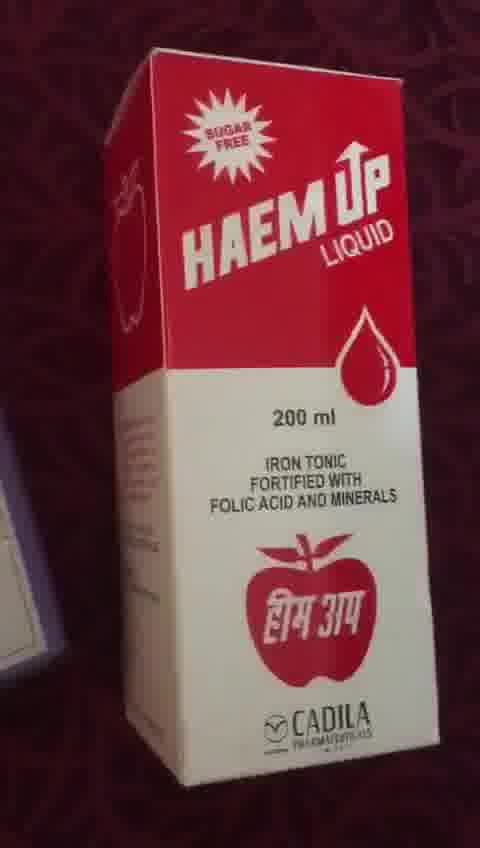 SUGAR
FREE
HAEM UP
LIQUID
200 ml
IRON TONIC
FORTIFIED WITH
FOLIC ACID AND MINERALS
हीम अप
CADILA
PHARMACEUTICALS